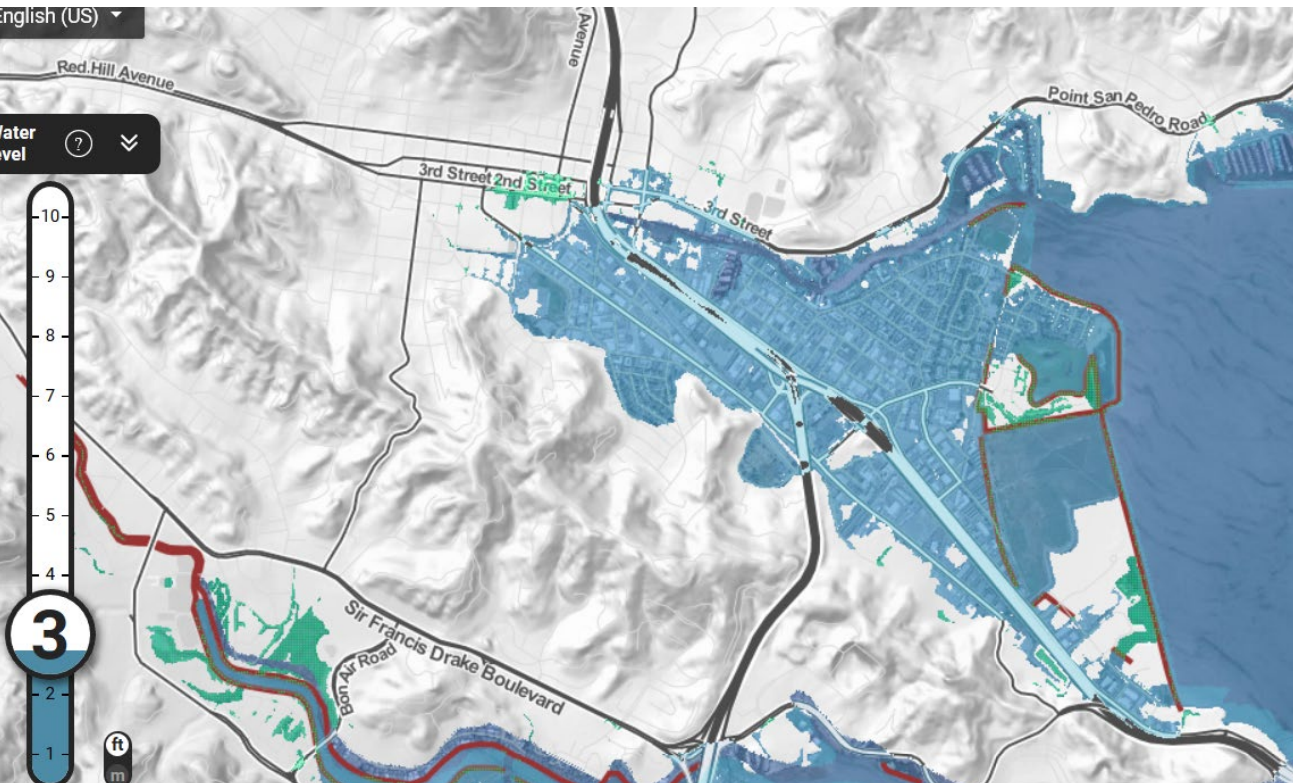 English (US)
Avenue
Red Hill Avenue
Point San Pedro Road
Water
Level
?
3rd Street 2nd Street
3rd Street
10
9
8
7
6
5
4
3
2
1
Sir Francis Drake Boulevard
Bon Air Road
ft
m